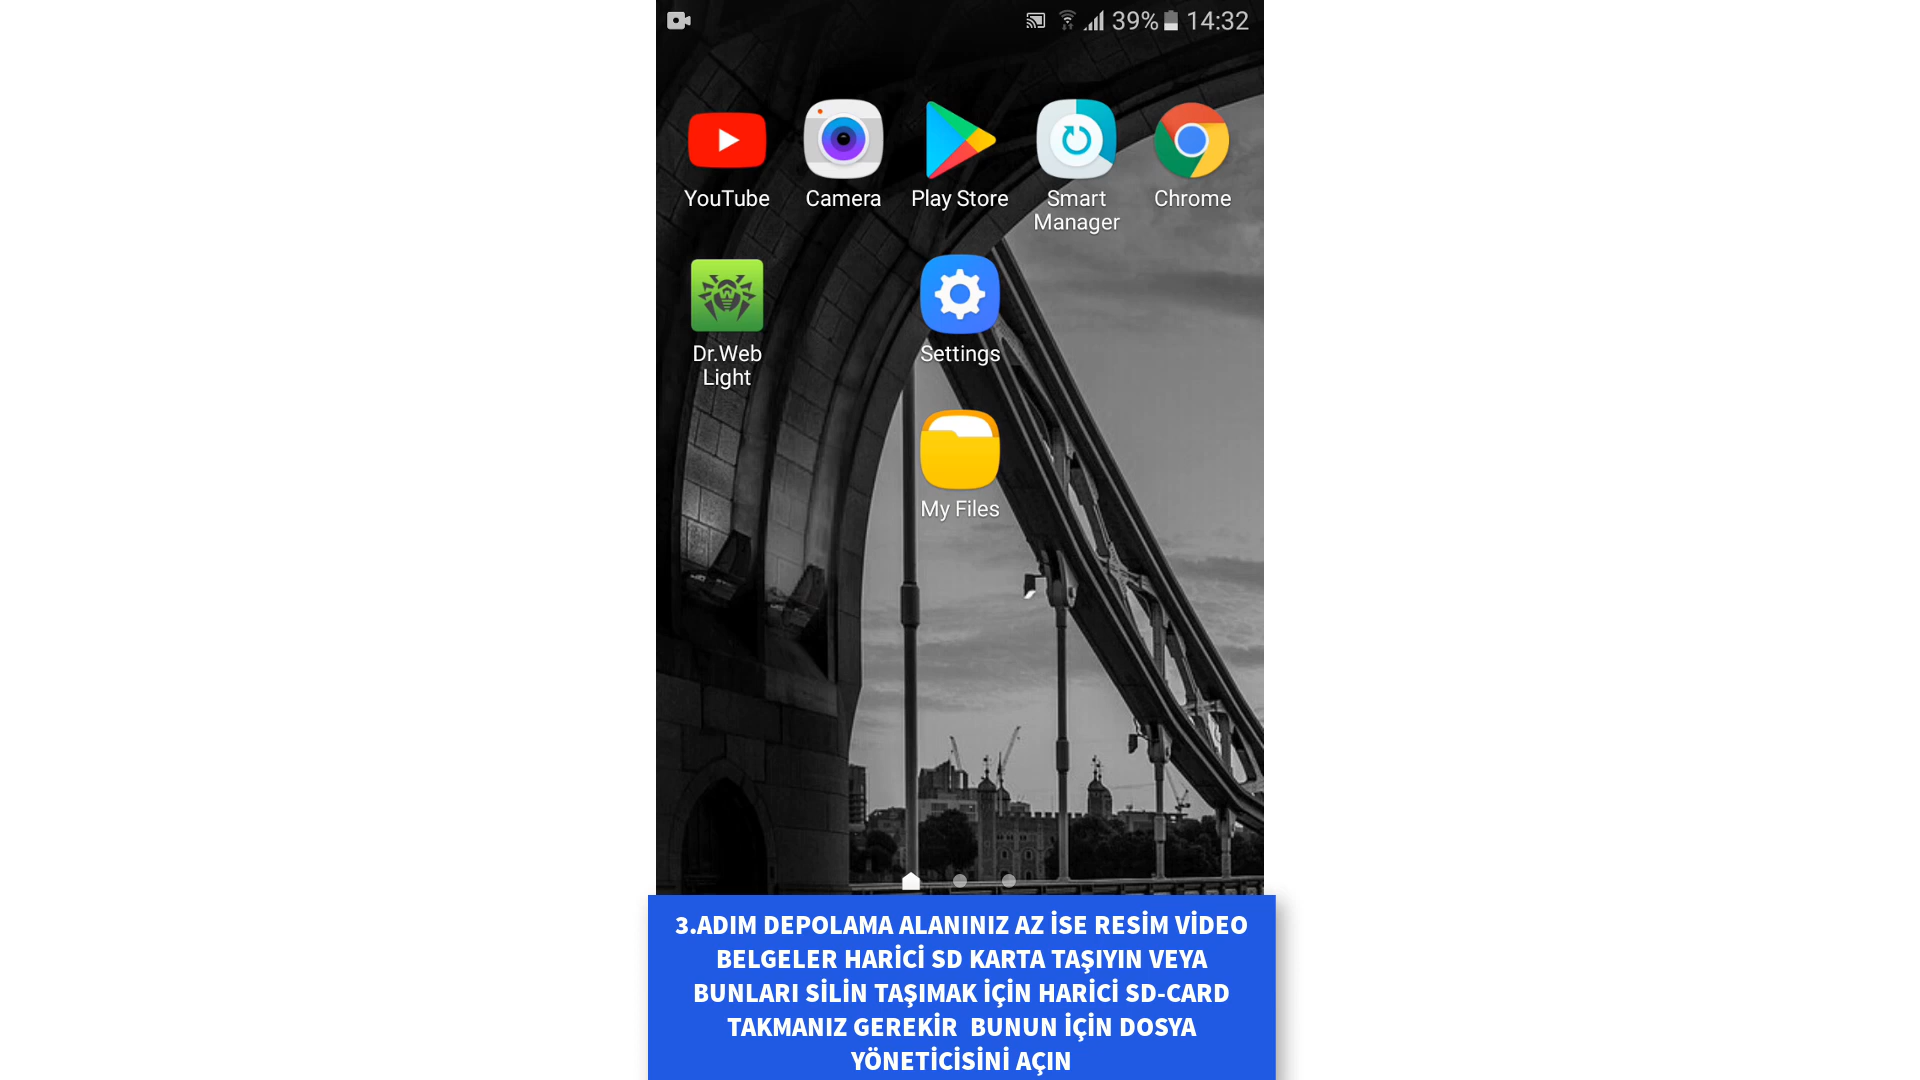 39% 14:32
YouTube Camera Play Store Smart Manager Chrome
Dr.Web Light Settings
My Files
3.ADIM DEPOLAMA ALANINIZ AZ İSE RESİM VİDEO
BELGELER HARİCİ SD KARTA TAŞIYIN VEYA
BUNLARI SİLİN TAŞIMAK İÇİN HARİCİ SD-CARD
TAKMANIZ GEREKİR  BUNUN İÇİN DOSYA
YÖNETİCİSİNİ AÇIN